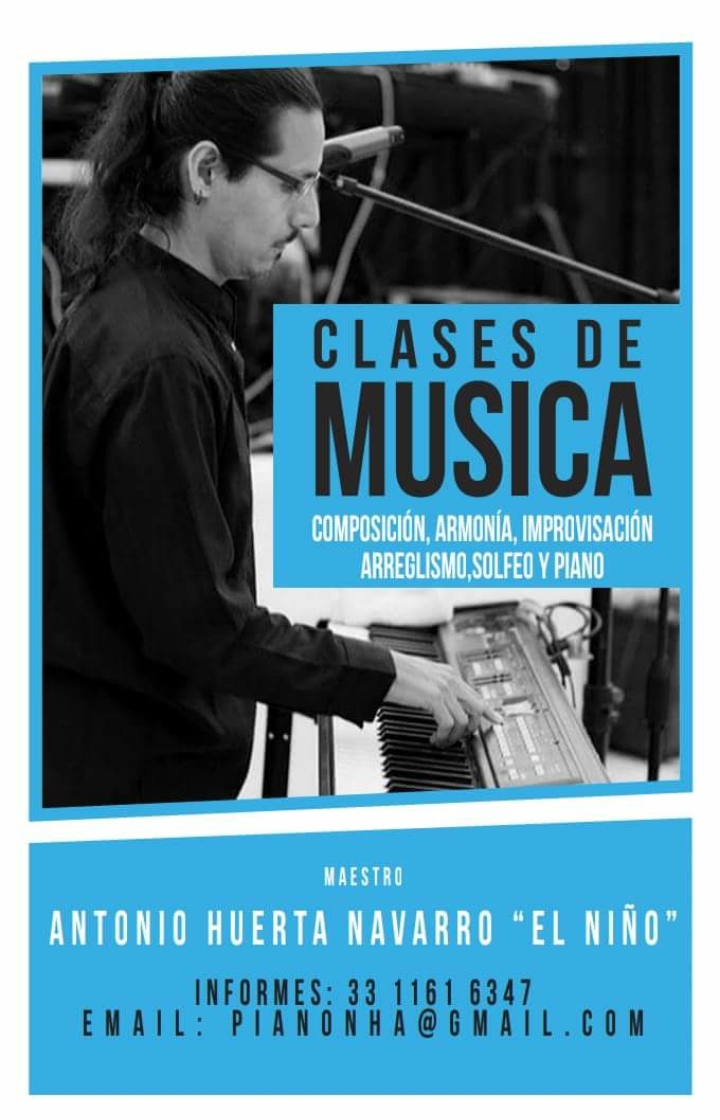 CLASES DE
MUSICA
COMPOSICIÓN, ARMONÍA, IMPROVISACIÓN
ARREGLISMO,SOLFEO Y PIANO
MAESTRO
ANTONIO HUERTA NAVARRO “EL NIÑO”
INFORMES: 33 1161 6347
EMAIL: PIANONHA@GMAIL.COM